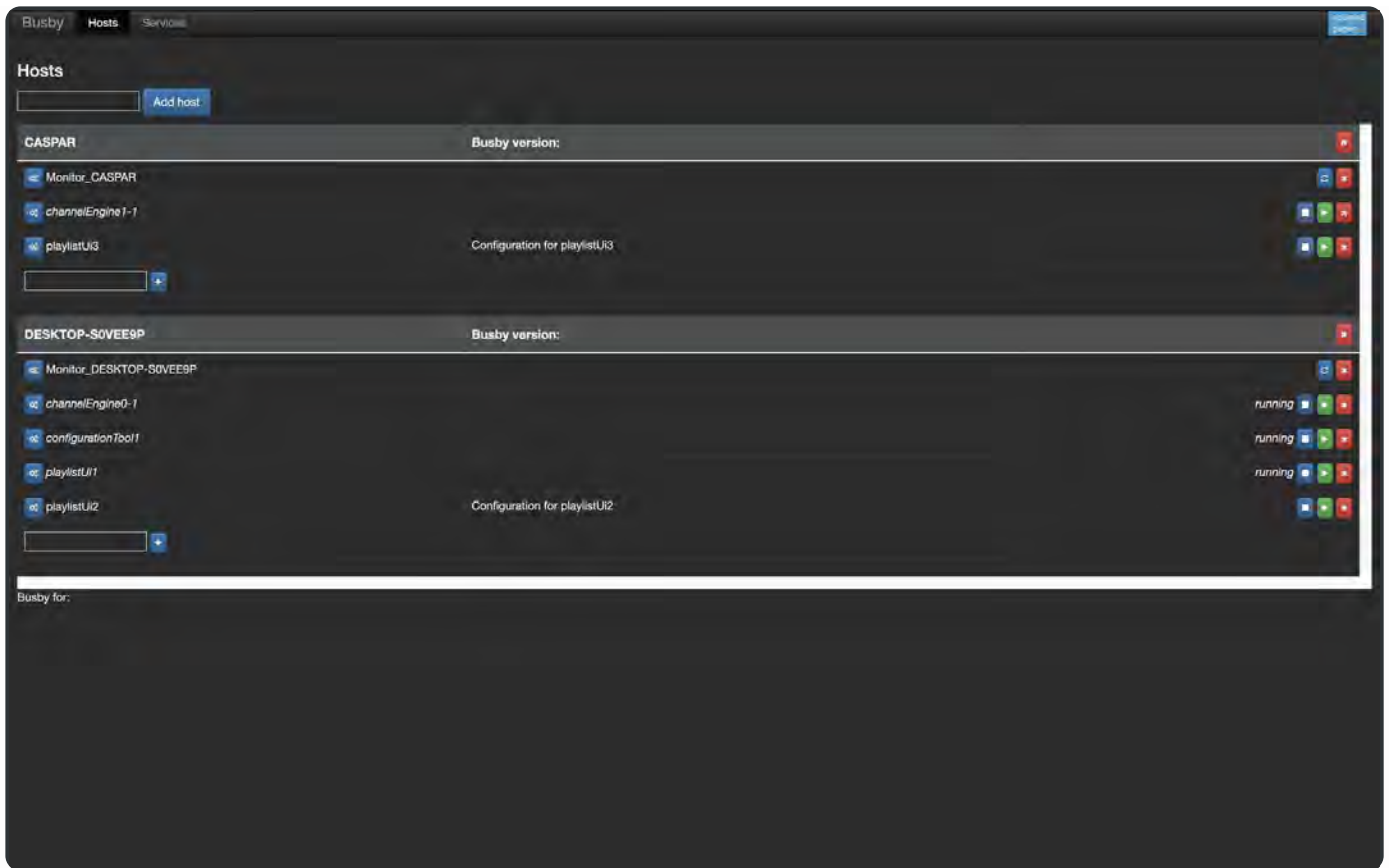 Busby Hosts Services
Hosts
Add host
CASPAR Busby version:
Monitor_CASPAR
channelEngine1-1
playlistUi3 Configuration for playlistUi3
DESKTOP-S0VEE9P Busby version:
Monitor_DESKTOP-S0VEE9P
channelEngine0-1 running
configurationTool1 running
playlistUi1 running
playlistUi2 Configuration for playlistUi2
Busby for: